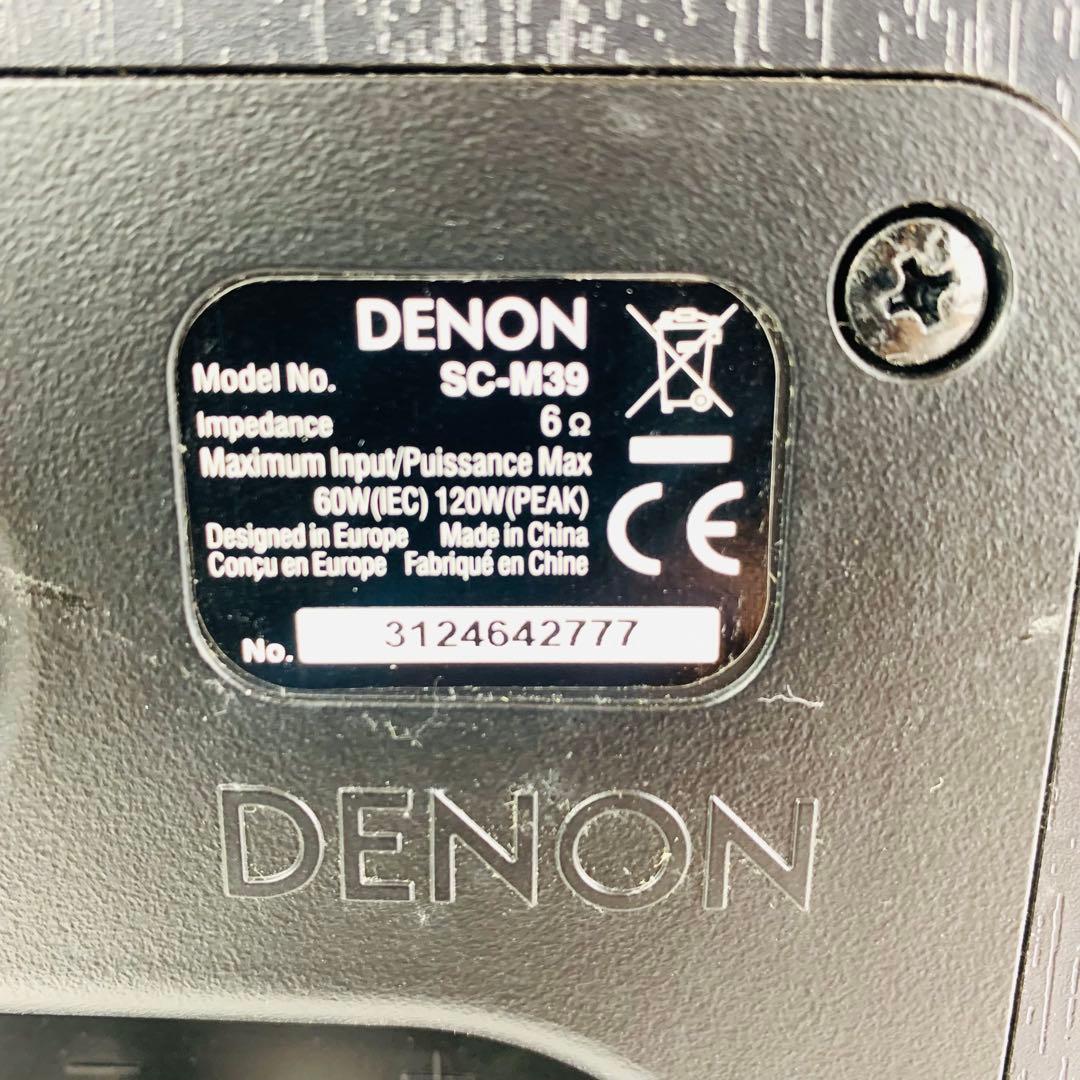 DENON
Model No. SC-M39
Impedance 6 Ω
Maximum Input/Puissance Max
60W(IEC) 120W(PEAK)
Designed in Europe Made in China
Conçu en Europe Fabriqué en Chine
CE
No. 3124642777
DENON
- +